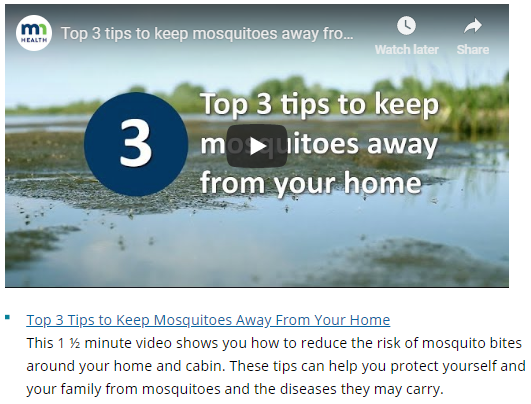 mn
HEALTH
Top 3 tips to keep mosquitoes away fro...
Watch later
Share
3
Top 3 tips to keep
mosquitoes away
from your home
Top 3 Tips to Keep Mosquitoes Away From Your Home
This 1 ½ minute video shows you how to reduce the risk of mosquito bites
around your home and cabin. These tips can help you protect yourself and
your family from mosquitoes and the diseases they may carry.